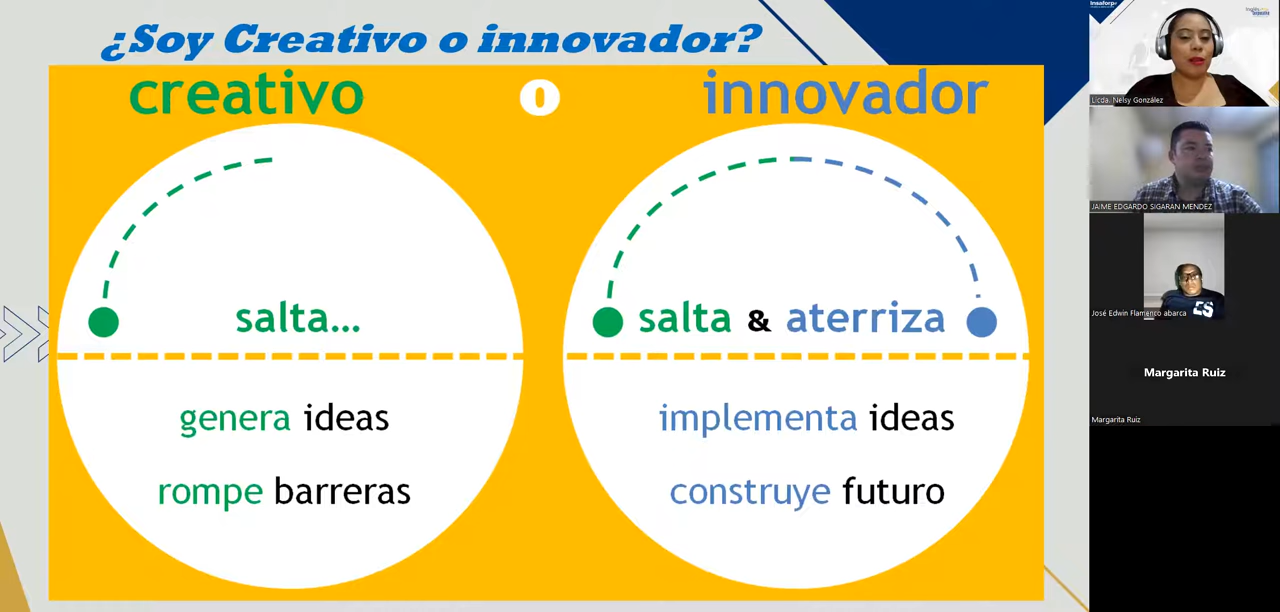 ¿Soy Creativo o innovador?
creativo
o
innovador
salta...
genera ideas
rompe barreras
salta & aterriza
implementa ideas
construye futuro
Insaforp
Licda. Nelsy González
JAIME EDGARDO SIGARAN MENDEZ
José Edwin Flamenco abarca
Margarita Ruiz
Margarita Ruiz